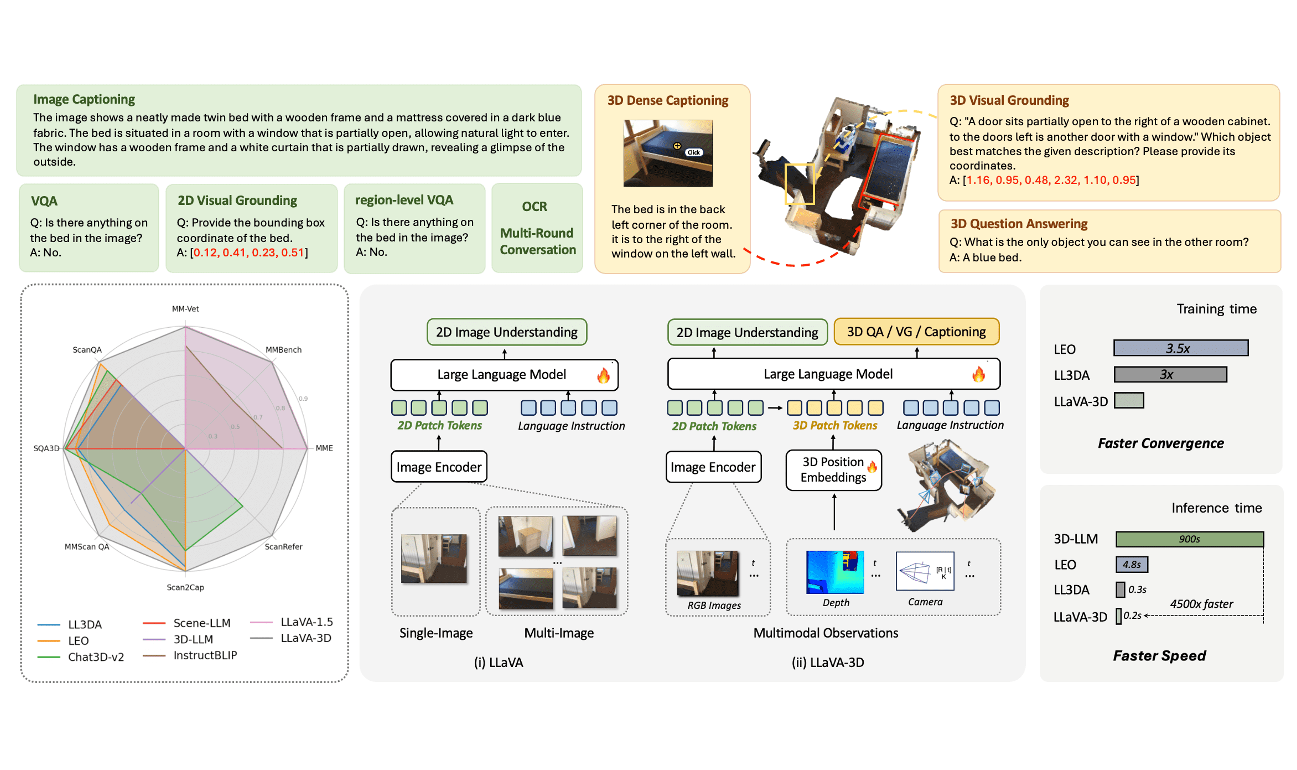 Image Captioning
The image shows a neatly made twin bed with a wooden frame and a mattress covered in a dark blue
fabric. The bed is situated in a room with a window that is partially open, allowing natural light to enter.
The window has a wooden frame and a white curtain that is partially drawn, revealing a glimpse of the
outside.
VQA
Q: Is there anything on
the bed in the image?
A: No.
2D Visual Grounding
Q: Provide the bounding box
coordinate of the bed.
A: [0.12, 0.41, 0.23, 0.51]
region-level VQA
Q: Is there anything on
the bed in the image?
A: No.
OCR
Multi-Round
Conversation
3D Dense Captioning
Click
The bed is in the back
left corner of the room.
it is to the right of the
window on the left wall.
3D Visual Grounding
Q: "A door sits partially open to the right of a wooden cabinet.
to the doors left is another door with a window." Which object
best matches the given description? Please provide its
coordinates.
A: [1.16, 0.95, 0.48, 2.32, 1.10, 0.95]
3D Question Answering
Q: What is the only object you can see in the other room?
A: A blue bed.
MM-Vet
ScanQA
MMBench
0.9
0.8
0.7
0.5
0.3
SQA3D
MME
MMScan QA
ScanRefer
Scan2Cap
LL3DA
LEO
Chat3D-v2
Scene-LLM
3D-LLM
InstructBLIP
LLaVA-1.5
LLaVA-3D
2D Image Understanding
Large Language Model
2D Patch Tokens
Language Instruction
Image Encoder
...
Single-Image
Multi-Image
(i) LLaVA
2D Image Understanding
3D QA / VG / Captioning
Large Language Model
2D Patch Tokens
3D Patch Tokens
Language Instruction
Image Encoder
3D Position
Embeddings
t
...
RGB Images
t
...
Depth
[R | t]
K
t
...
Camera
Multimodal Observations
(ii) LLaVA-3D
Training time
LEO
3.5x
LL3DA
3x
LLaVA-3D
Faster Convergence
Inference time
3D-LLM
900s
LEO
4.8s
LL3DA
0.3s
LLaVA-3D
0.2s
4500x faster
Faster Speed